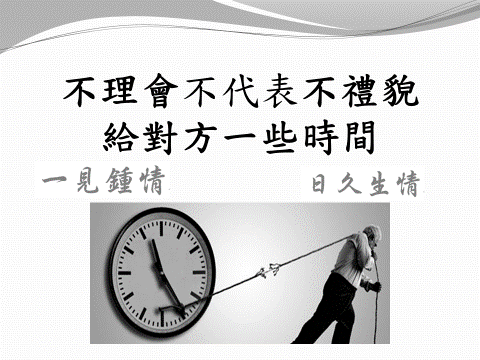 不理會不代表不禮貌
給對方一些時間
一見鍾情
日久生情